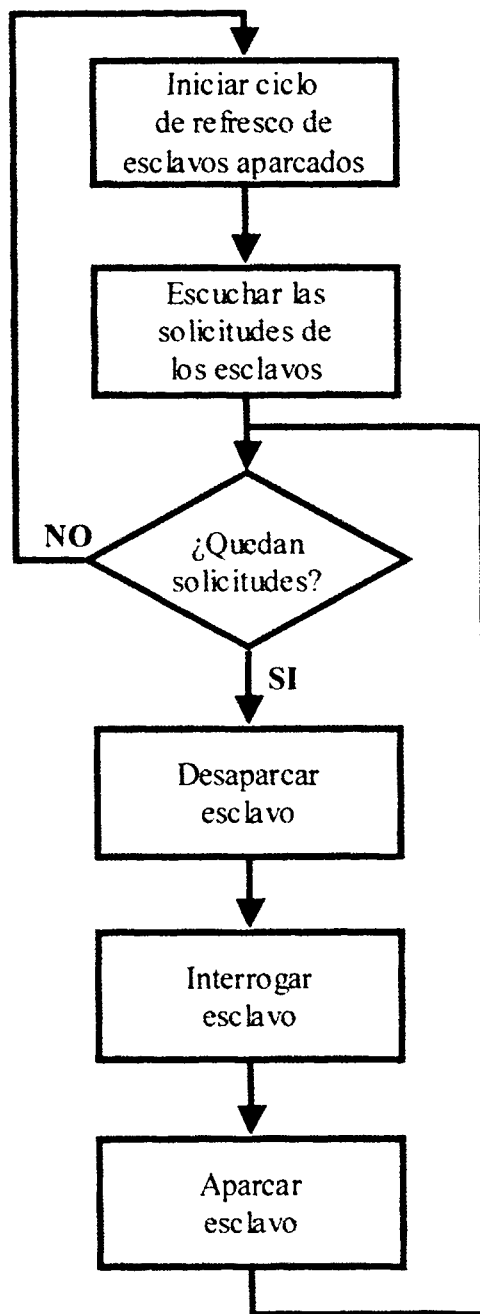 Iniciar ciclo
de refresco de
esclavos aparcados
Escuchar las
solicitudes de
los esclavos
NO
¿Quedan
solicitudes?
SI
Desaparcar
esclavo
Interrogar
esclavo
Aparcar
esclavo